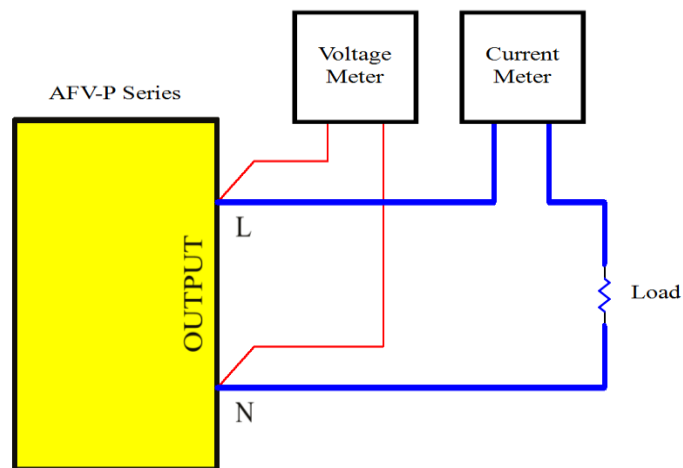 Voltage
Meter
Current
Meter
AFV-P Series
L
OUTPUT
Load
N